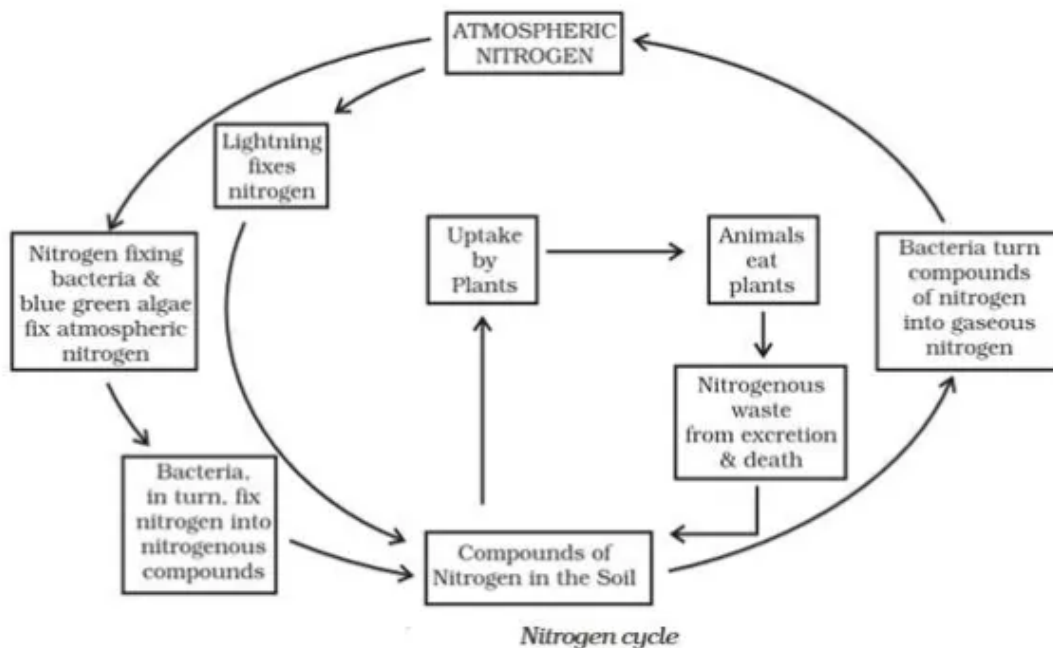 ATMOSPHERIC
NITROGEN
Lightning
fixes
nitrogen
Nitrogen fixing
bacteria &
blue green algae
fix atmospheric
nitrogen
Uptake
by
Plants
Animals
eat
plants
Bacteria turn
compounds
of nitrogen
into gaseous
nitrogen
Nitrogenous
waste
from excretion
& death
Bacteria,
in turn, fix
nitrogen into
nitrogenous
compounds
Compounds of
Nitrogen in the Soil
Nitrogen cycle